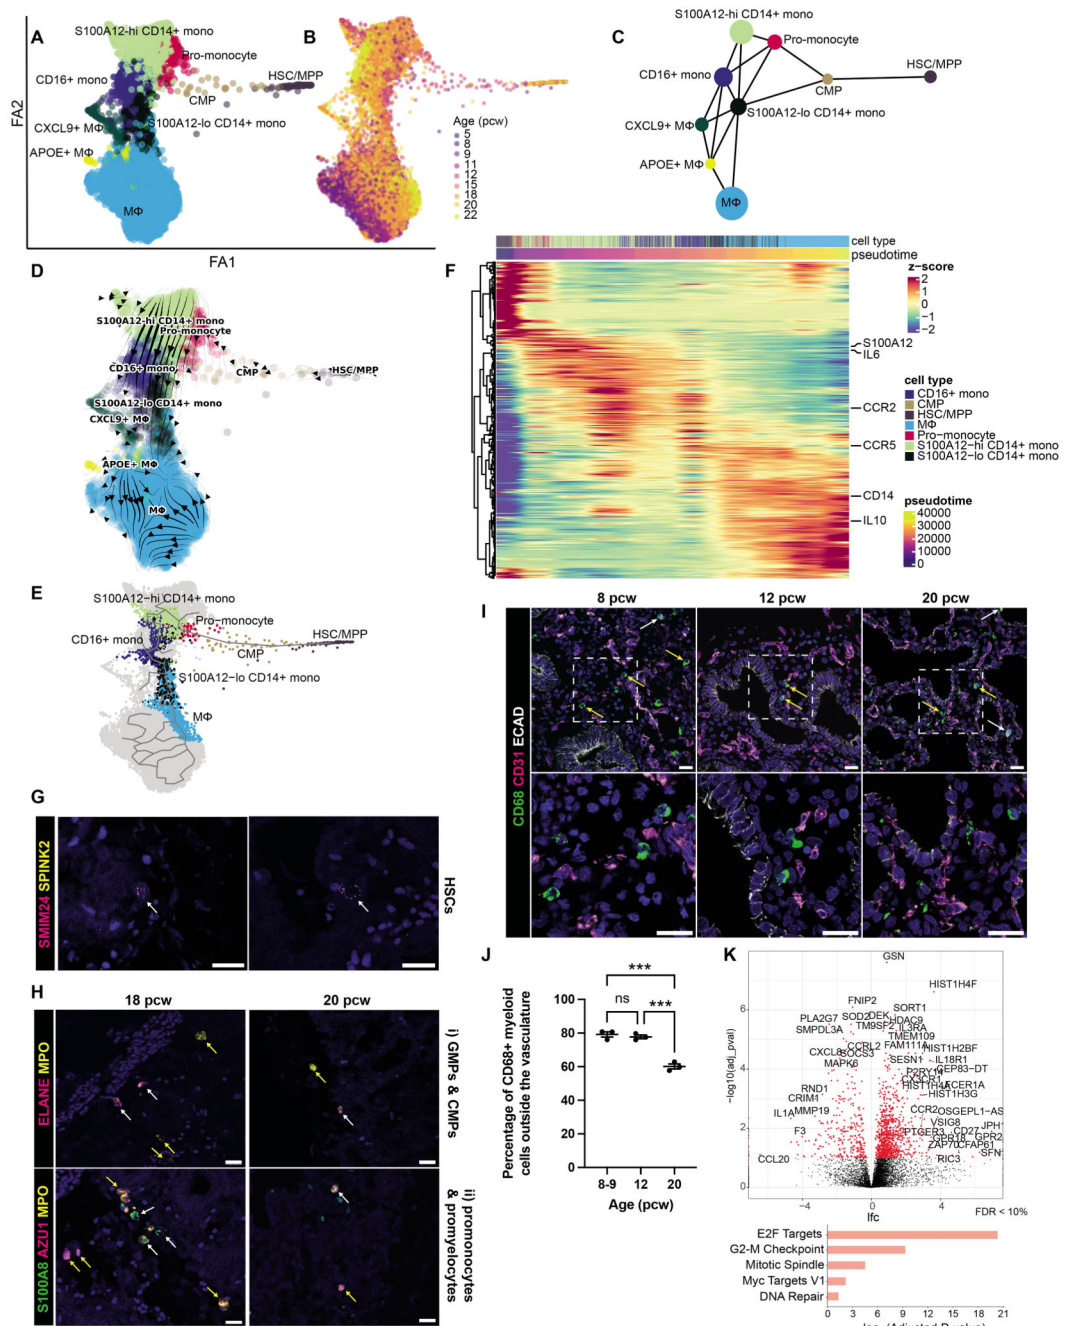 A
S100A12-hi CD14+ mono
Pro-monocyte
CD16+ mono
HSC/MPP
CMP
S100A12-lo CD14+ mono
CXCL9+ MΦ
APOE+ MΦ
MΦ
FA2
FA1
B
Age (pcw)
5
8
9
11
12
15
18
20
22
C
S100A12-hi CD14+ mono
Pro-monocyte
CD16+ mono
HSC/MPP
CMP
S100A12-lo CD14+ mono
CXCL9+ MΦ
APOE+ MΦ
MΦ
D
S100A12-hi CD14+ mono
Pro-monocyte
CD16+ mono
CMP
HSC/MPP
S100A12-lo CD14+ mono
CXCL9+ MΦ
APOE+ MΦ
MΦ
E
S100A12−hi CD14+ mono
Pro-monocyte
CD16+ mono
HSC/MPP
CMP
S100A12−lo CD14+ mono
MΦ
F
cell type
pseudotime
S100A12
IL6
CCR2
CCR5
CD14
IL10
z−score
2
1
0
−1
−2
cell type
CD16+ mono
CMP
HSC/MPP
MΦ
Pro-monocyte
S100A12−hi CD14+ mono
S100A12−lo CD14+ mono
pseudotime
40000
30000
20000
10000
0
G
SMIM24 SPINK2
HSCs
H
18 pcw
20 pcw
ELANE MPO
i) GMPs & CMPs
S100A8 AZU1 MPO
ii) promonocytes
& promyelocytes
I
8 pcw
12 pcw
20 pcw
CD68 CD31 ECAD
J
Percentage of CD68+ myeloid
cells outside the vasculature
100
80
60
40
20
0
***
ns
***
8-9
12
20
Age (pcw)
K
−log10(adj_pval)
6
4
2
0
GSN
HIST1H4F
FNIP2
SORT1
PLA2G7
SOD2
DEK
HDAC9
SMPDL3A
TM9SF2
IL3RA
TMEM109
CCRL2
FAM111A
HIST1H2BF
CXCL8
SOCS3
SESN1
IL18R1
MAPK6
P2RY14
CEP83−DT
CX3CR1
HIST1H4A
FCER1A
RND1
HIST1H3G
CRIM1
IL1A
MMP19
CCR2
OSGEPL1−AS
VSIG8
JPH
F3
PTGER3
CD27
GPR18
GPR2
ZAP70
CFAP61
SFN
CCL20
RIC3
−4
0
4
lfc
FDR < 10%
E2F Targets
G2-M Checkpoint
Mitotic Spindle
Myc Targets V1
DNA Repair
0
3
6
9
12
15
18
21